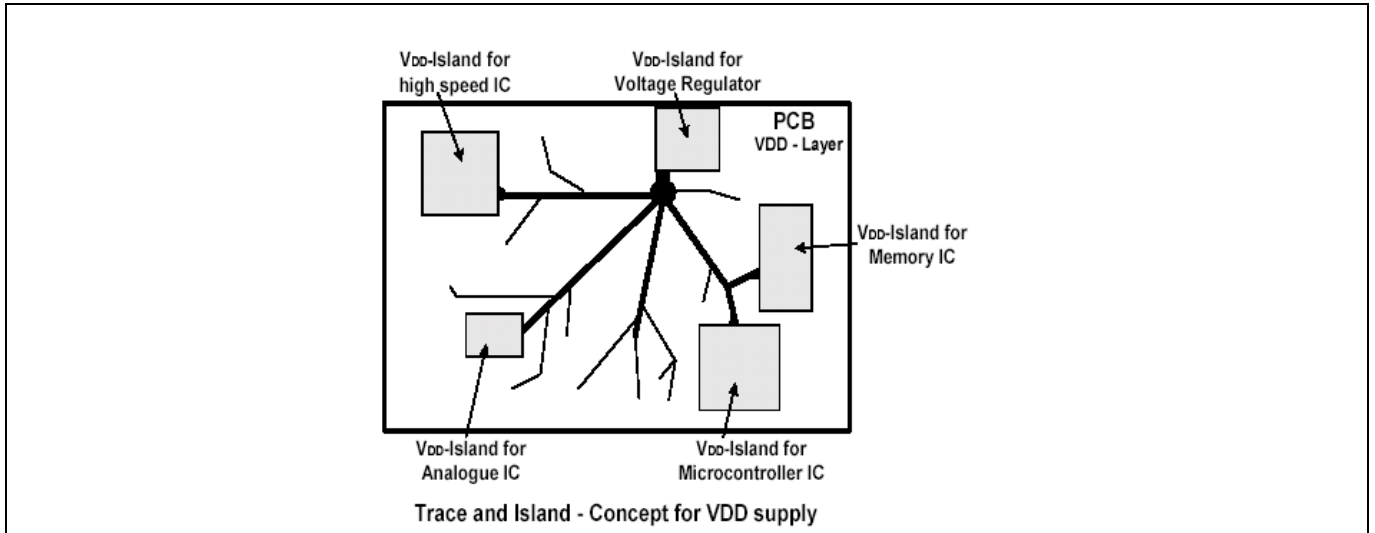 VDD-Island for
high speed IC
VDD-Island for
Voltage Regulator
PCB
VDD - Layer
VDD-Island for
Memory IC
VDD-Island for
Analogue IC
VDD-Island for
Microcontroller IC
Trace and Island - Concept for VDD supply